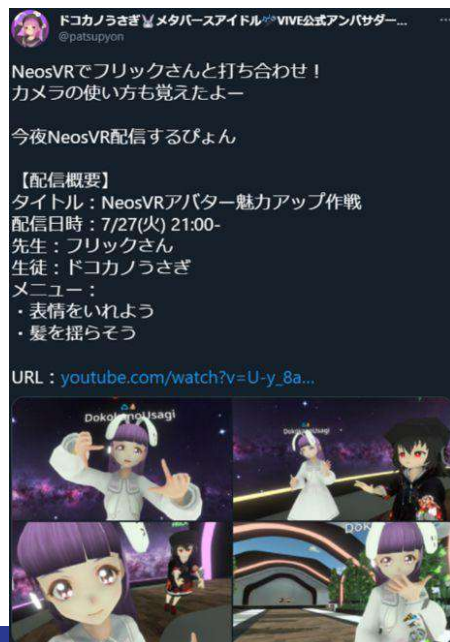 ドコカノうさぎ🐰メタバースアイドル🎤VIVE公式アンバサダー...
@patsupyon
NeosVRでフリックさんと打ち合わせ！
カメラの使い方も覚えたよー
今夜NeosVR配信するぴょん
【配信概要】
タイトル：NeosVRアバター魅力アップ作戦
配信日時：7/27(火) 21:00-
先生：フリックさん
生徒：ドコカノうさぎ
メニュー：
・表情をいれよう
・髪を揺らそう
URL：youtube.com/watch?v=U-y_8a...
DokokanoUsagi
DokokanoUsagi
DOK